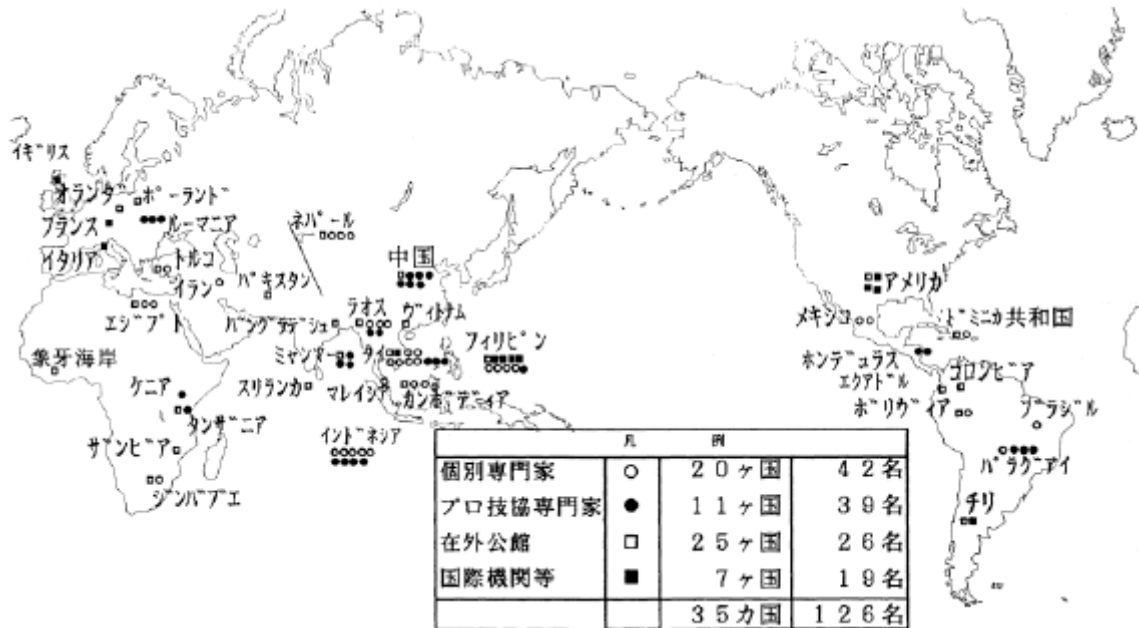 イギリス
オランダ
ポーランド
フランス
ルーマニア
イタリア
トルコ
イラン
エジプト
パキスタン
ネパール
中国
ラオス
ヴィトナム
バングラデシュ
ミャンマー
タイ
フィリピン
スリランカ
マレイシア
カンボディア
インドネシア
象牙海岸
ケニア
タンザニア
ザンビア
ジンバブエ
アメリカ
メキシコ
ドミニカ共和国
ホンデュラス
エクアドル
コロンビア
ボリヴィア
ブラジル
パラグアイ
チリ
凡例
個別専門家 ○ 20ヶ国 42名
プロ技協専門家 ● 11ヶ国 39名
在外公館 □ 25ヶ国 26名
国際機関等 ■ 7ヶ国 19名
35カ国 126名